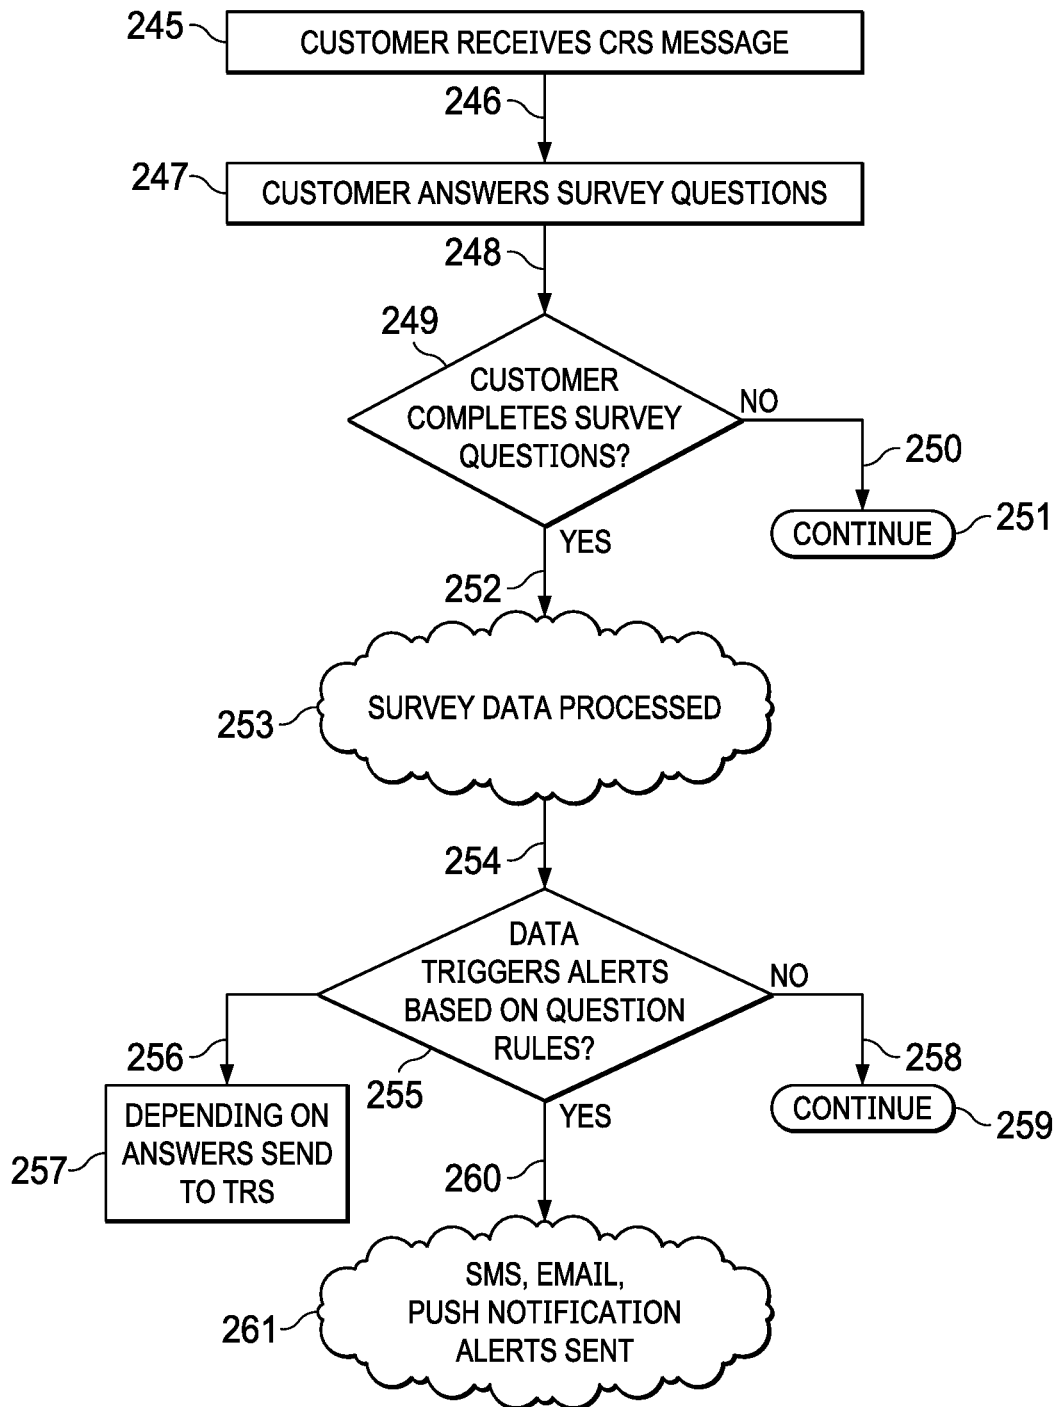 245
CUSTOMER RECEIVES CRS MESSAGE
246
247
CUSTOMER ANSWERS SURVEY QUESTIONS
248
249
CUSTOMER
COMPLETES SURVEY
QUESTIONS?
NO
250
CONTINUE
251
YES
252
253
SURVEY DATA PROCESSED
254
DATA
TRIGGERS ALERTS
BASED ON QUESTION
RULES?
NO
256
255
258
DEPENDING ON
ANSWERS SEND
TO TRS
257
YES
CONTINUE
259
260
SMS, EMAIL,
PUSH NOTIFICATION
ALERTS SENT
261